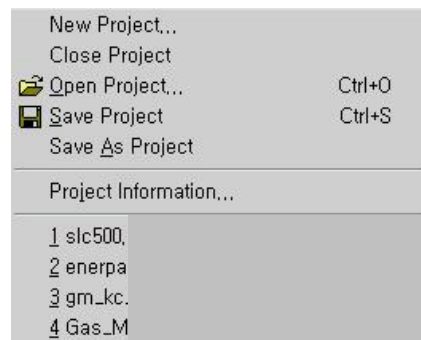 New Project...
Close Project
Open Project... Ctrl+O
Save Project Ctrl+S
Save As Project
Project Information...
1 slc500,
2 enerpa
3 gm_kc.
4 Gas_M